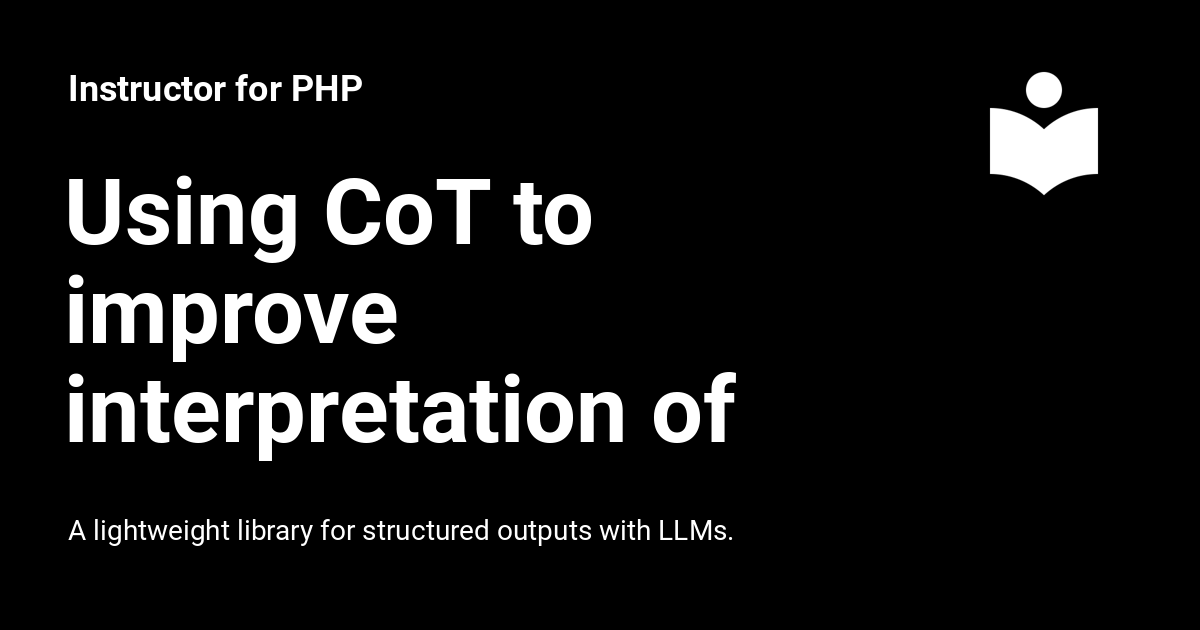 Instructor for PHP
Using CoT to
improve
interpretation of
A lightweight library for structured outputs with LLMs.